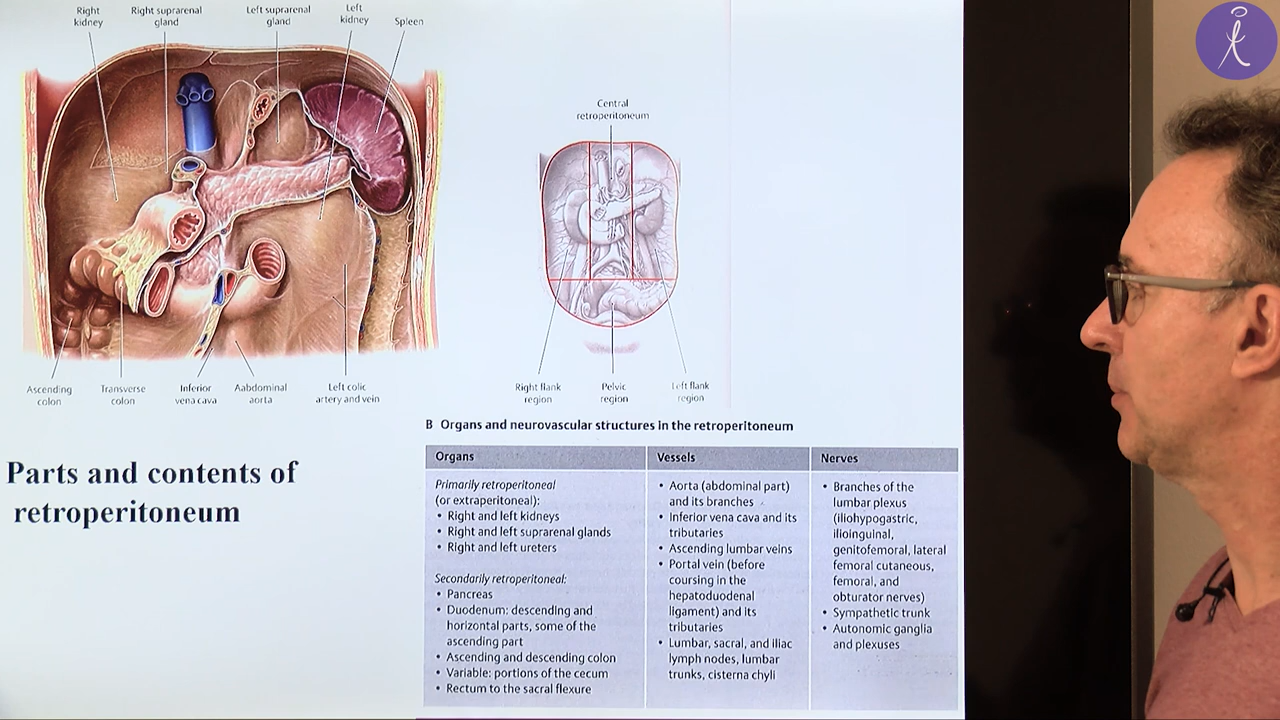 Right
kidney
Right suprarenal
gland
Left suprarenal
gland
Left
kidney
Spleen
Central
retroperitoneum
Ascending
colon
Transverse
colon
Inferior
vena cava
Aabdominal
aorta
Left colic
artery and vein
Right flank
region
Pelvic
region
Left flank
region
Parts and contents of
retroperitoneum
B Organs and neurovascular structures in the retroperitoneum
Organs
Primarily retroperitoneal
(or extraperitoneal):
• Right and left kidneys
• Right and left suprarenal glands
• Right and left ureters
Secondarily retroperitoneal:
• Pancreas
• Duodenum: descending and
horizontal parts, some of the
ascending part
• Ascending and descending colon
• Variable: portions of the cecum
• Rectum to the sacral flexure
Vessels
• Aorta (abdominal part)
and its branches
• Inferior vena cava and its
tributaries
• Ascending lumbar veins
• Portal vein (before
coursing in the
hepatoduodenal
ligament) and its
tributaries
• Lumbar, sacral, and iliac
lymph nodes, lumbar
trunks, cisterna chyli
Nerves
• Branches of the
lumbar plexus
(iliohypogastric,
ilioinguinal,
genitofemoral, lateral
femoral cutaneous,
femoral, and
obturator nerves)
• Sympathetic trunk
• Autonomic ganglia
and plexuses